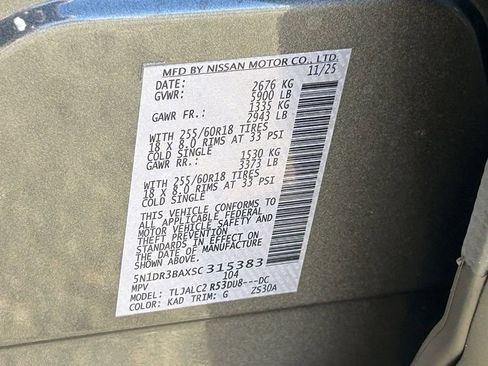 MFD BY NISSAN MOTOR CO., LTD.
DATE: 11/25
GVWR: 2676 KG
5900 LB
GAWR FR.: 1335 KG
2943 LB
WITH 255/60R18 TIRES
18 X 8.0 RIMS AT 33 PSI
COLD SINGLE
GAWR RR.: 1530 KG
3373 LB
WITH 255/60R18 TIRES
18 X 8.0 RIMS AT 33 PSI
COLD SINGLE
THIS VEHICLE CONFORMS TO
ALL APPLICABLE FEDERAL
MOTOR VEHICLE SAFETY AND
THEFT PREVENTION
STANDARDS IN EFFECT ON
THE DATE OF MANUFACTURE
5N1DR3BAXSC315383
MPV 104
MODEL: TLJALC2 R53DU8---DC
COLOR: KAD TRIM: G ZS30A